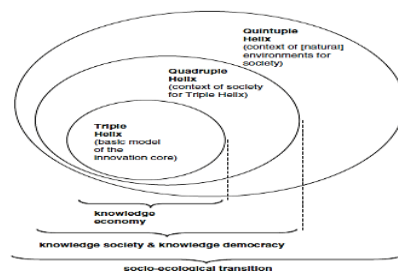 Quintuple
Helix
(context of [natural]
environments for
society)
Quadruple
Helix
(context of society
for Triple Helix)
Triple
Helix
(basic model
of the
innovation core)
knowledge
economy
knowledge society & knowledge democracy
socio-ecological transition